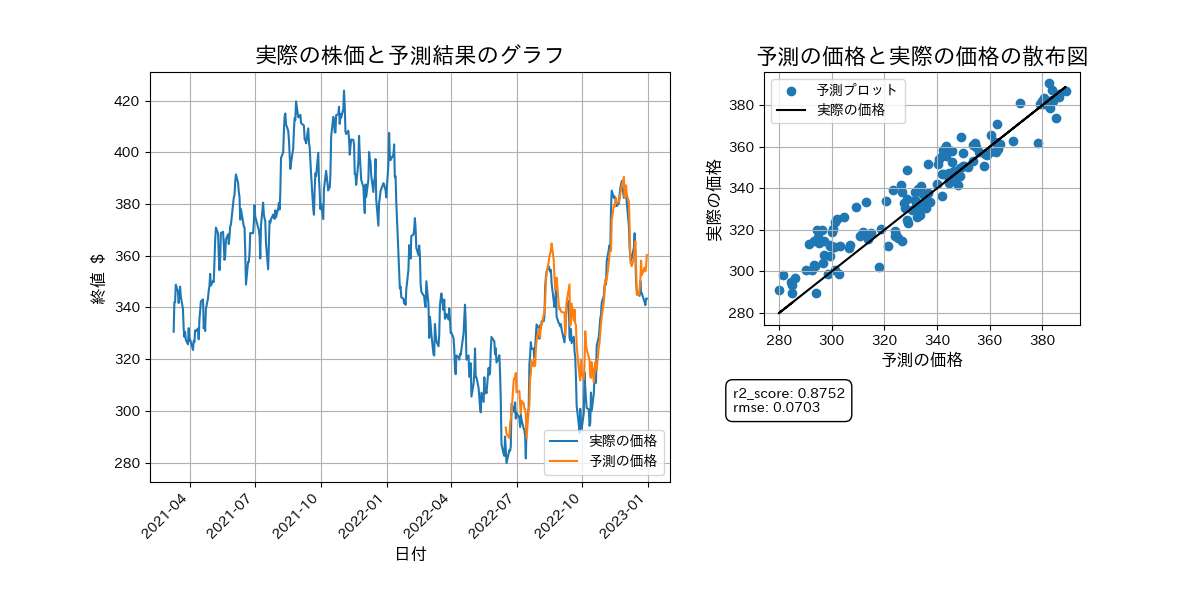 実際の株価と予測結果のグラフ
終値 $
420
400
380
360
340
320
300
280
2021-04
2021-07
2021-10
2022-01
2022-04
2022-07
2022-10
2023-01
日付
実際の価格
予測の価格
予測の価格と実際の価格の散布図
実際の価格
380
360
340
320
300
280
280
300
320
340
360
380
予測の価格
予測プロット
実際の価格
r2_score: 0.8752
rmse: 0.0703